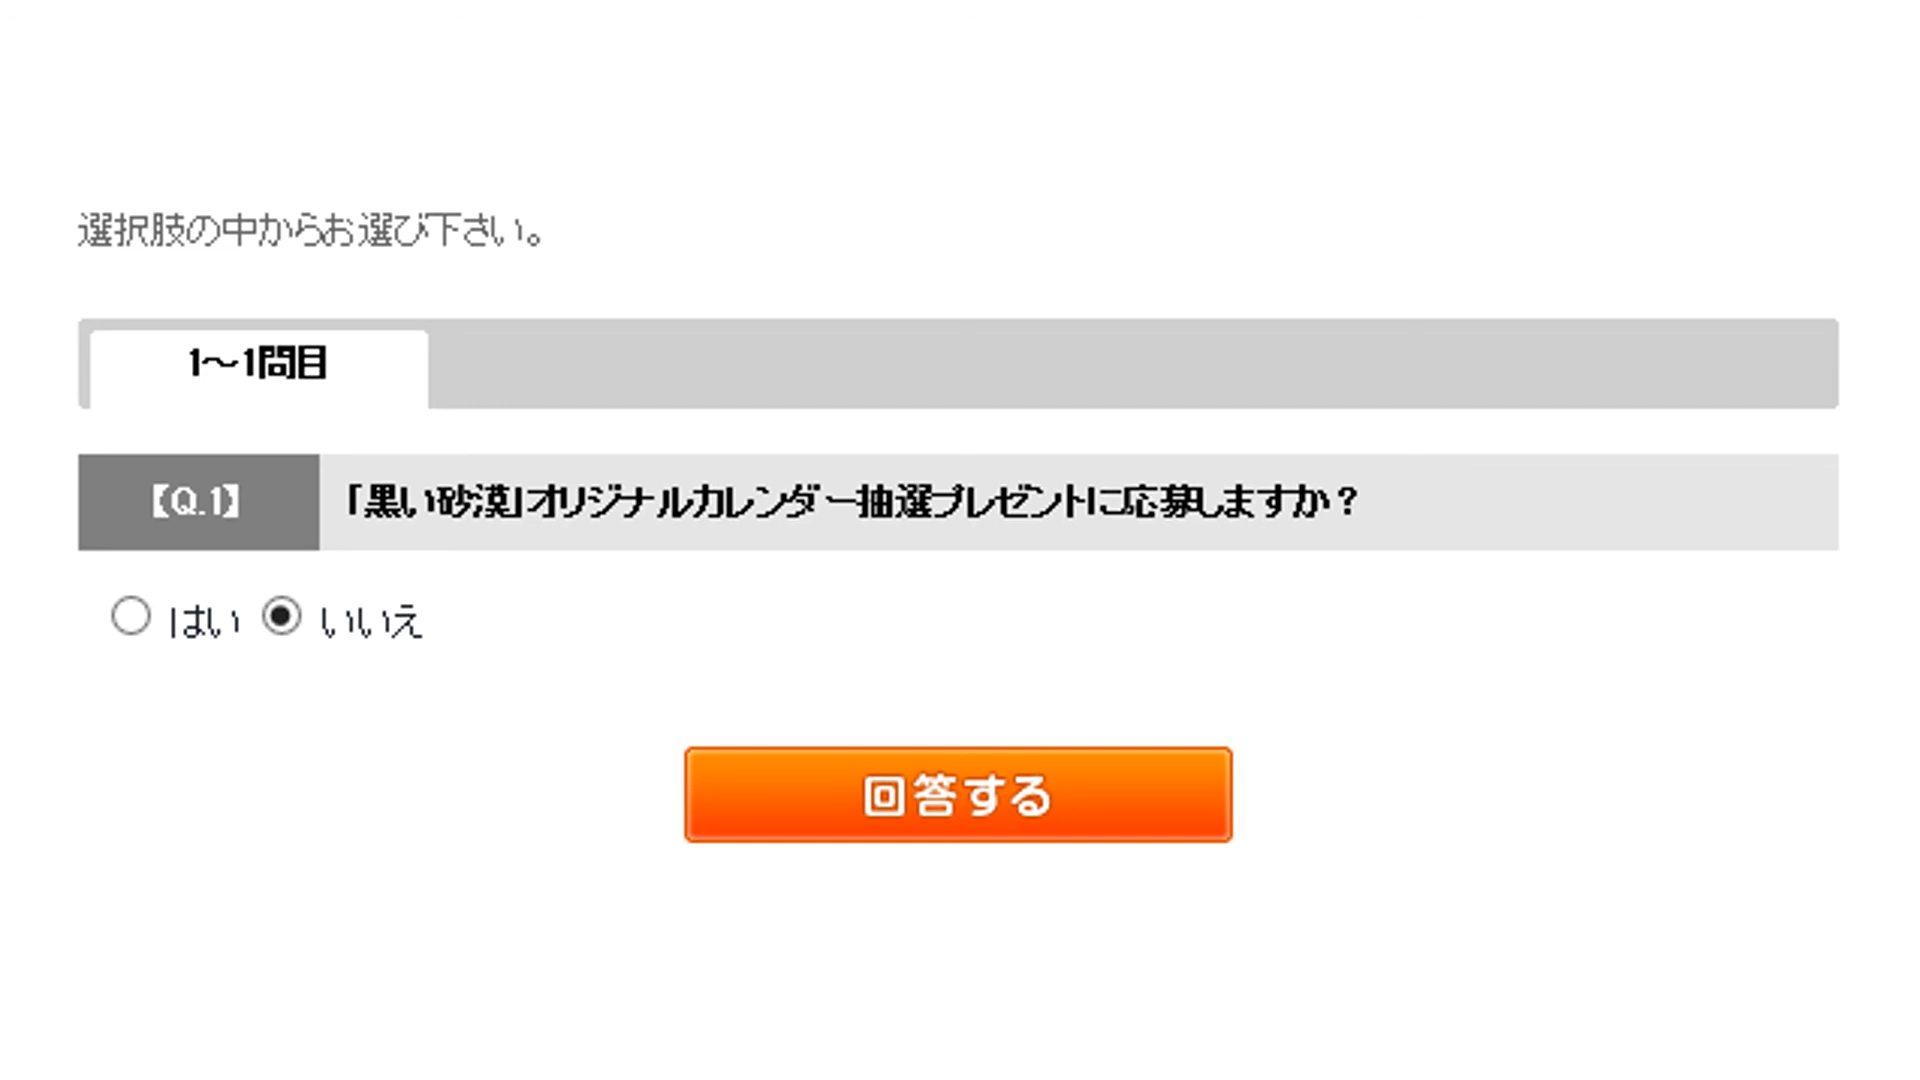 選択肢の中からお選び下さい。
1～1問目
【Q.1】 「黒い砂漠」オリジナルカレンダー抽選プレゼントに応募しますか？
はい いいえ
回答する